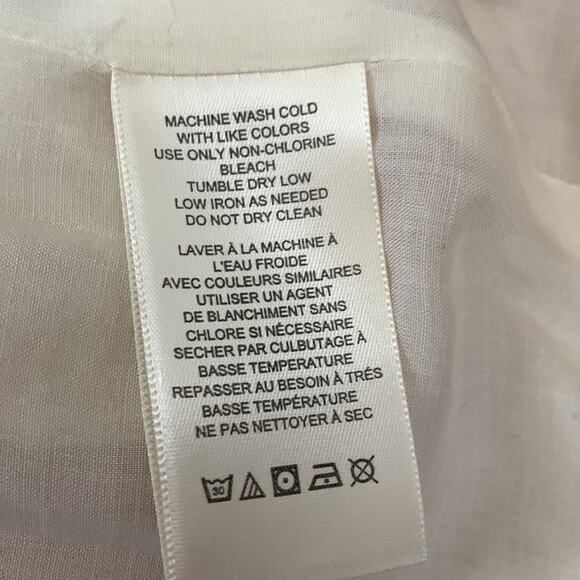 MACHINE WASH COLD
WITH LIKE COLORS
USE ONLY NON-CHLORINE
BLEACH
TUMBLE DRY LOW
LOW IRON AS NEEDED
DO NOT DRY CLEAN
LAVER À LA MACHINE À
L'EAU FROIDE
AVEC COULEURS SIMILAIRES
UTILISER UN AGENT
DE BLANCHIMENT SANS
CHLORE SI NÉCESSAIRE
SECHER PAR CULBUTAGE À
BASSE TEMPERATURE
REPASSER AU BESOIN À TRÉS
BASSE TEMPÉRATURE
NE PAS NETTOYER À SEC
30